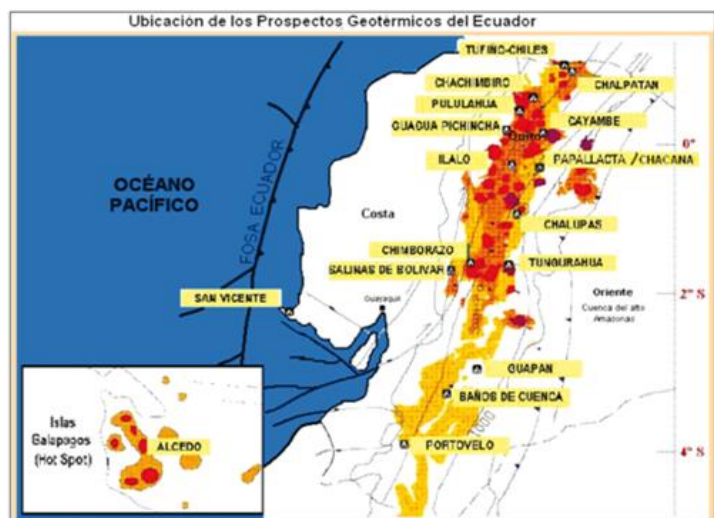 Ubicación de los Prospectos Geotérmicos del Ecuador
TUFIÑO-CHILES
CHACHIMBIRO
CHALPATAN
PULULAHUA
GUAGUA PICHINCHA
CAYAMBE
Quito
0°
ILALO
PAPALLACTA /CHACANA
OCÉANO
PACÍFICO
FOSA ECUADOR
Costa
CHALUPAS
CHIMBORAZO
SALINAS DE BOLIVAR
TUNGURAHUA
SAN VICENTE
Guayaquil
Oriente
Cuenca del alto
Amazonas
2° S
GUAPAN
BAÑOS DE CUENCA
PORTOVELO
4° S
Islas
Galapagos
(Hot Spot)
ALCEDO